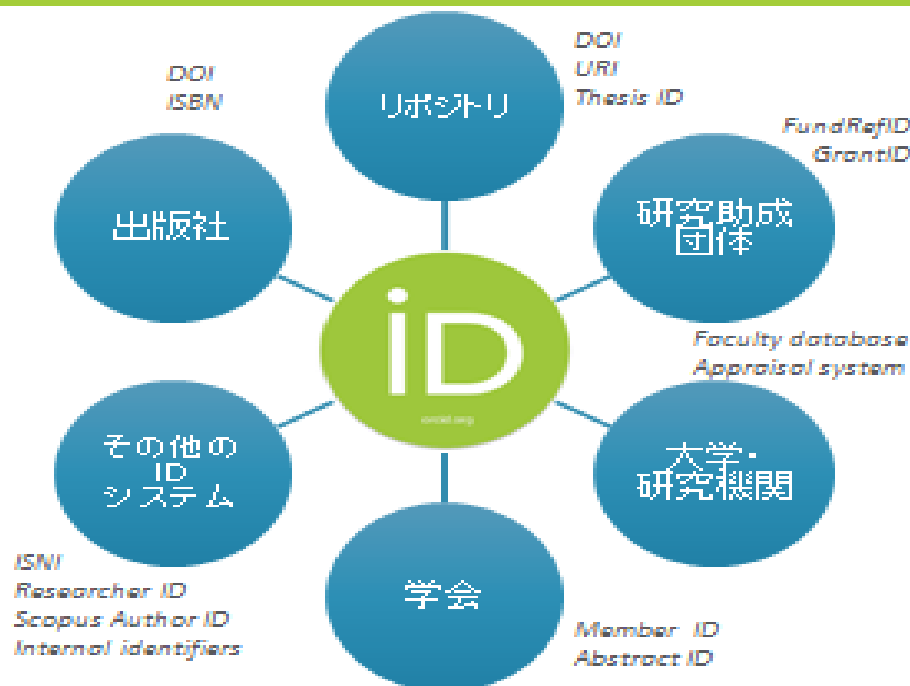 DOI
URI
Thesis ID
リポジトリ
DOI
ISBN
出版社
FundRefID
GrantID
研究助成
団体
iD
orcid.org
Faculty database
Appraisal system
大学・
研究機関
その他の
ID
システム
ISNI
Researcher ID
Scopus Author ID
Internal identifiers
学会
Member ID
Abstract ID